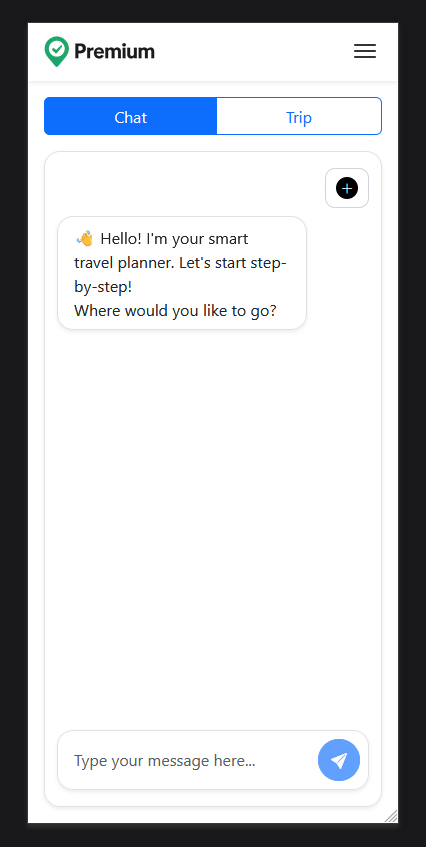 Premium
Chat
Trip
👋 Hello! I'm your smart
travel planner. Let's start step-
by-step!
Where would you like to go?
Type your message here...